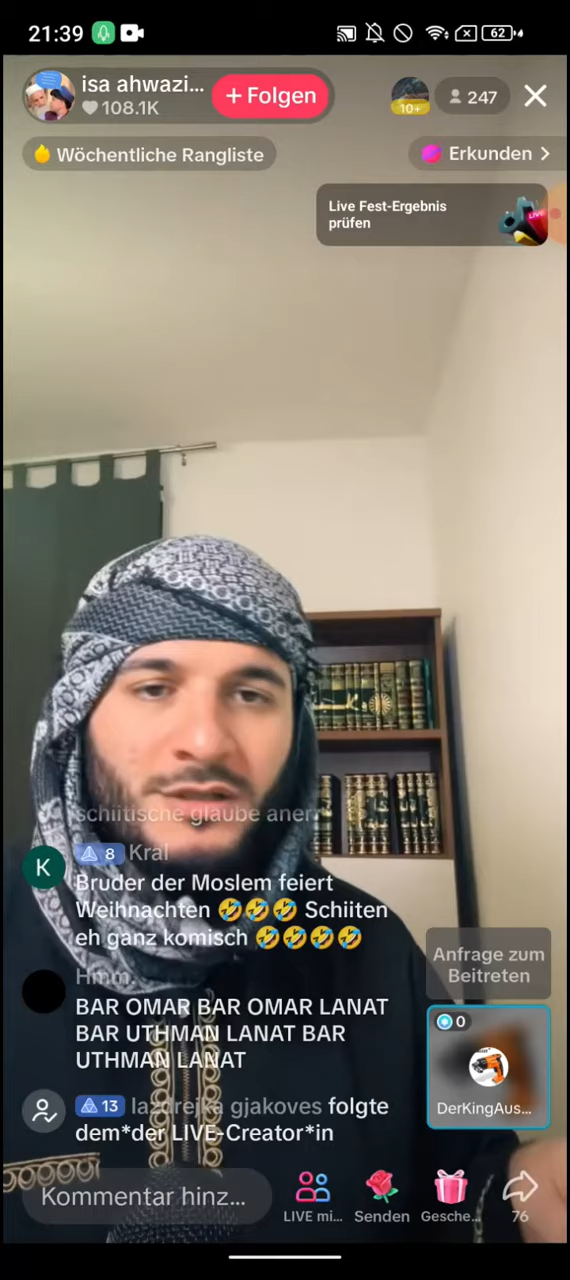 21:39
62
isa ahwazi...
108.1K
+ Folgen
10+
247
Wöchentliche Rangliste
Erkunden >
Live Fest-Ergebnis
prüfen
LIVE
schiitische glaube anerk
K
8 Kral
Bruder der Moslem feiert
Weihnachten 🤣🤣🤣 Schiiten
eh ganz komisch 🤣🤣🤣🤣
Hmm.
BAR OMAR BAR OMAR LANAT
BAR UTHMAN LANAT BAR
UTHMAN LANAT
13 lazdrejka gjakoves folgte
dem*der LIVE-Creator*in
Anfrage zum
Beitreten
0
DerKingAus...
Kommentar hinz...
LIVE mi...
Senden
Gesche...
76